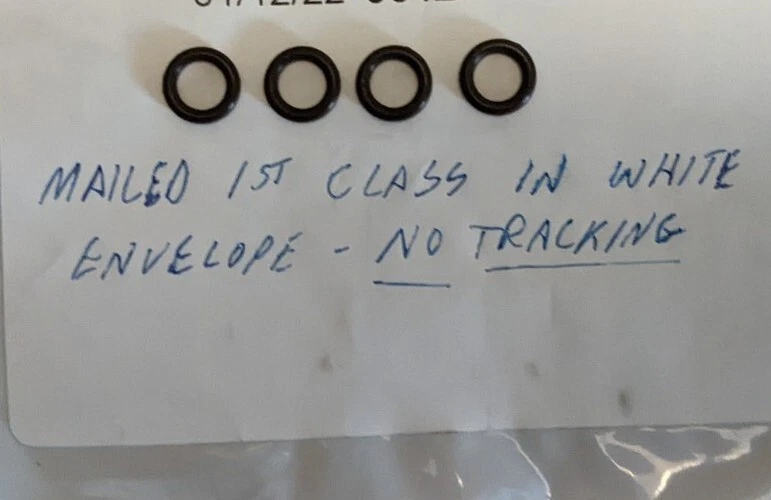 MAILED 1ST CLASS IN WHITE
ENVELOPE - NO TRACKING